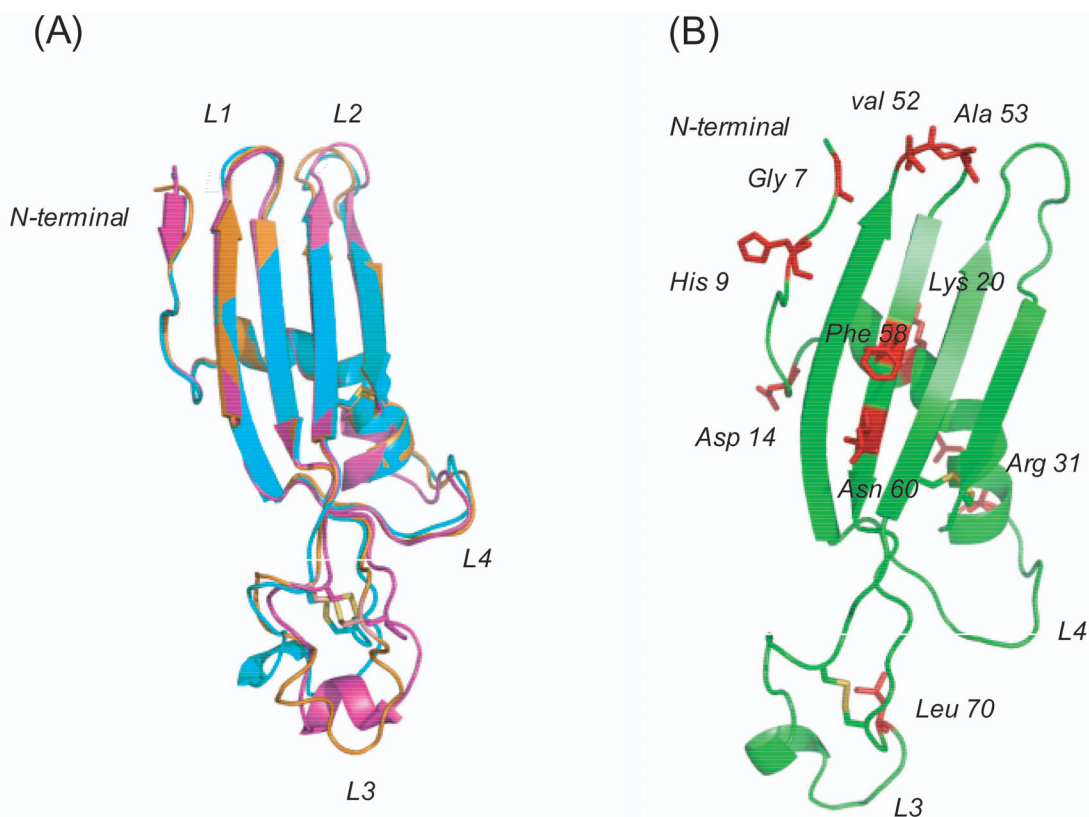 (A)
L1
L2
N-terminal
L4
L3
(B)
val 52
Ala 53
N-terminal
Gly 7
His 9
Lys 20
Phe 58
Asp 14
Arg 31
Asn 60
L4
Leu 70
L3